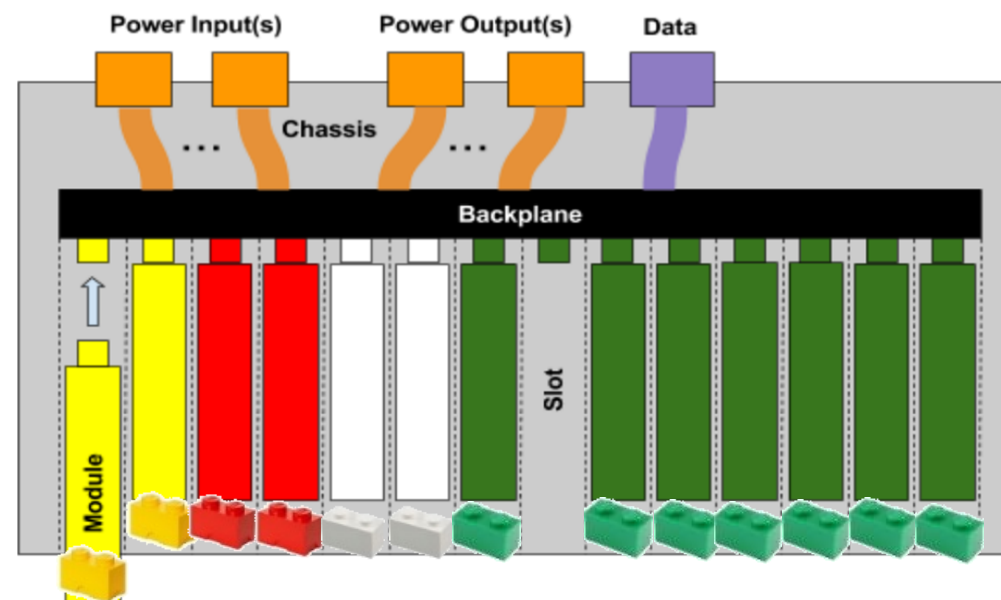 Power Input(s)
Power Output(s)
Data
Chassis
...
...
Backplane
Slot
Module